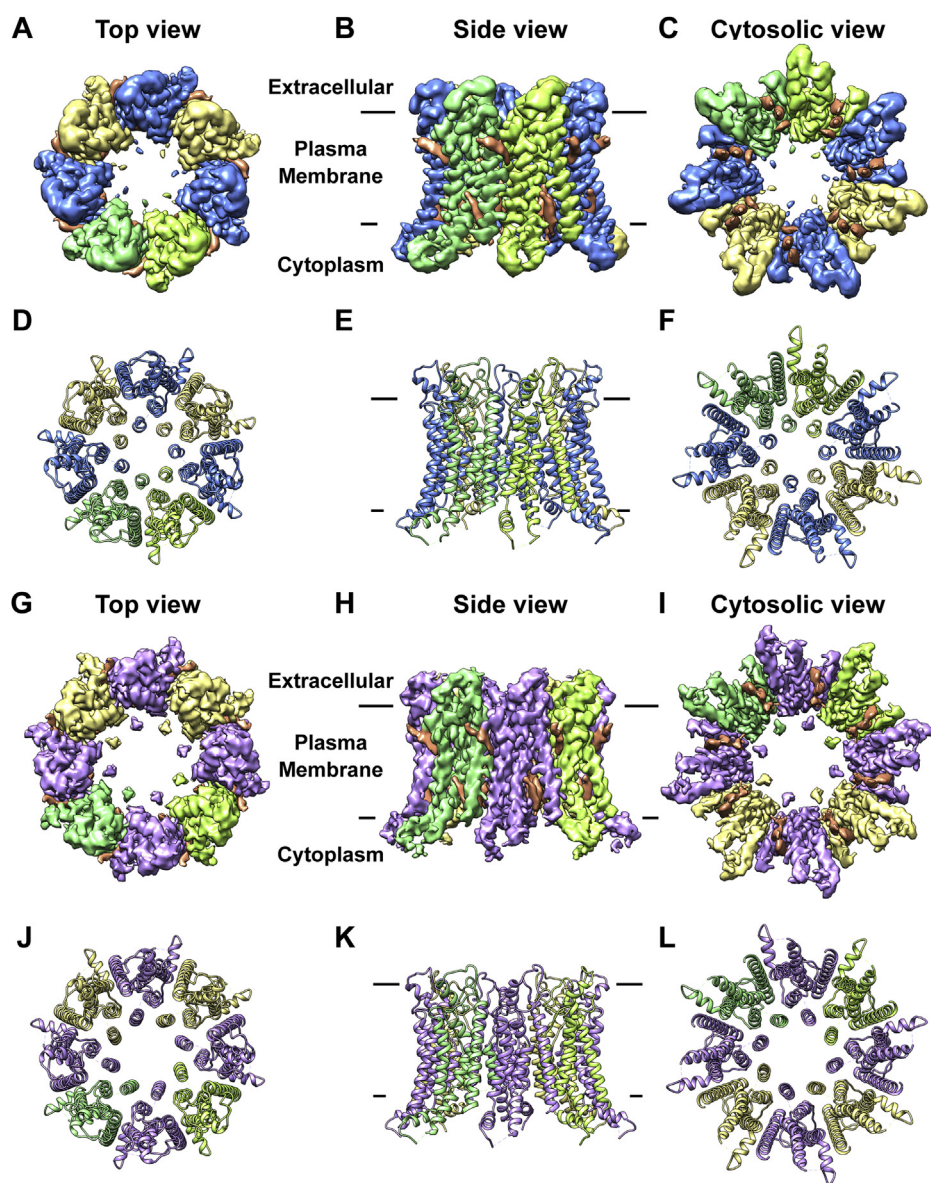 A Top view B Side view C Cytosolic view
Extracellular
Plasma
Membrane
Cytoplasm
D E F
G Top view H Side view I Cytosolic view
Extracellular
Plasma
Membrane
Cytoplasm
J K L